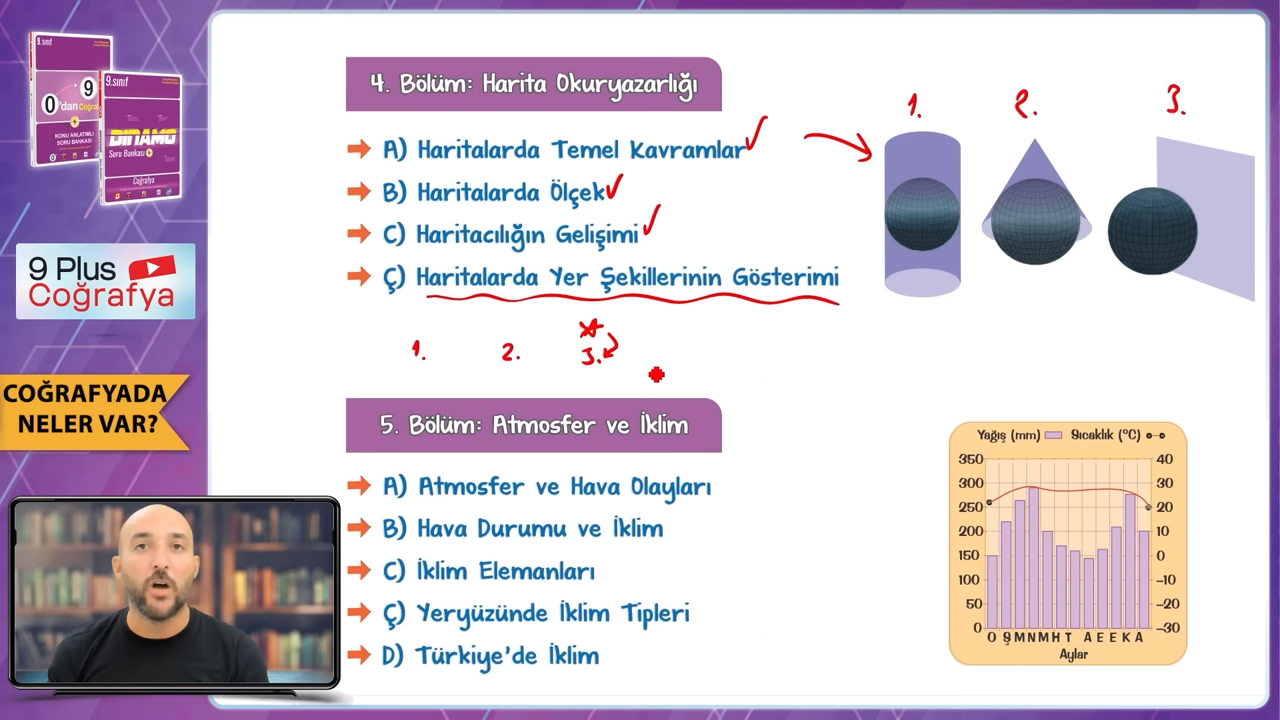 9.sınıf
0'dan 9
Coğrafya
KONU ANLATIMLI
SORU BANKASI
9.sınıf
DINAMO
Soru Bankası
Coğrafya
9 Plus
Coğrafya
COĞRAFYADA
NELER VAR?
4. Bölüm: Harita Okuryazarlığı
A) Haritalarda Temel Kavramlar
B) Haritalarda Ölçek
C) Haritacılığın Gelişimi
Ç) Haritalarda Yer Şekillerinin Gösterimi
1. 2. 3.
1. 2. 3.
5. Bölüm: Atmosfer ve İklim
A) Atmosfer ve Hava Olayları
B) Hava Durumu ve İklim
C) İklim Elemanları
Ç) Yeryüzünde İklim Tipleri
D) Türkiye'de İklim
Yağış (mm) Sıcaklık (°C)
350 40
300 30
250 20
200 10
150 0
100 -10
50 -20
0 -30
O Ş M N M H T A E E K A
Aylar